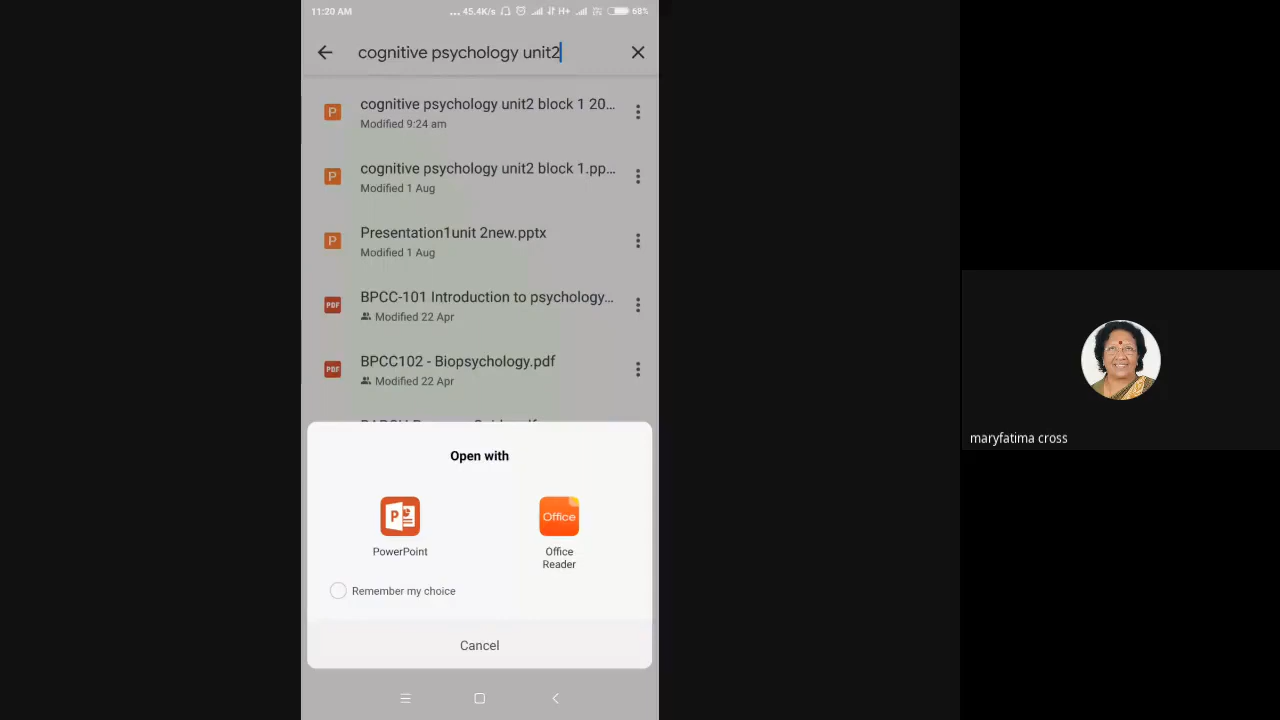 11:20 AM
... 45.4K/s H+ 68%
cognitive psychology unit2
cognitive psychology unit2 block 1 20...
Modified 9:24 am
cognitive psychology unit2 block 1.pp...
Modified 1 Aug
Presentation1unit 2new.pptx
Modified 1 Aug
BPCC-101 Introduction to psychology...
Modified 22 Apr
BPCC102 - Biopsychology.pdf
Modified 22 Apr
Open with
Office
PowerPoint
Office
Reader
Remember my choice
Cancel
maryfatima cross